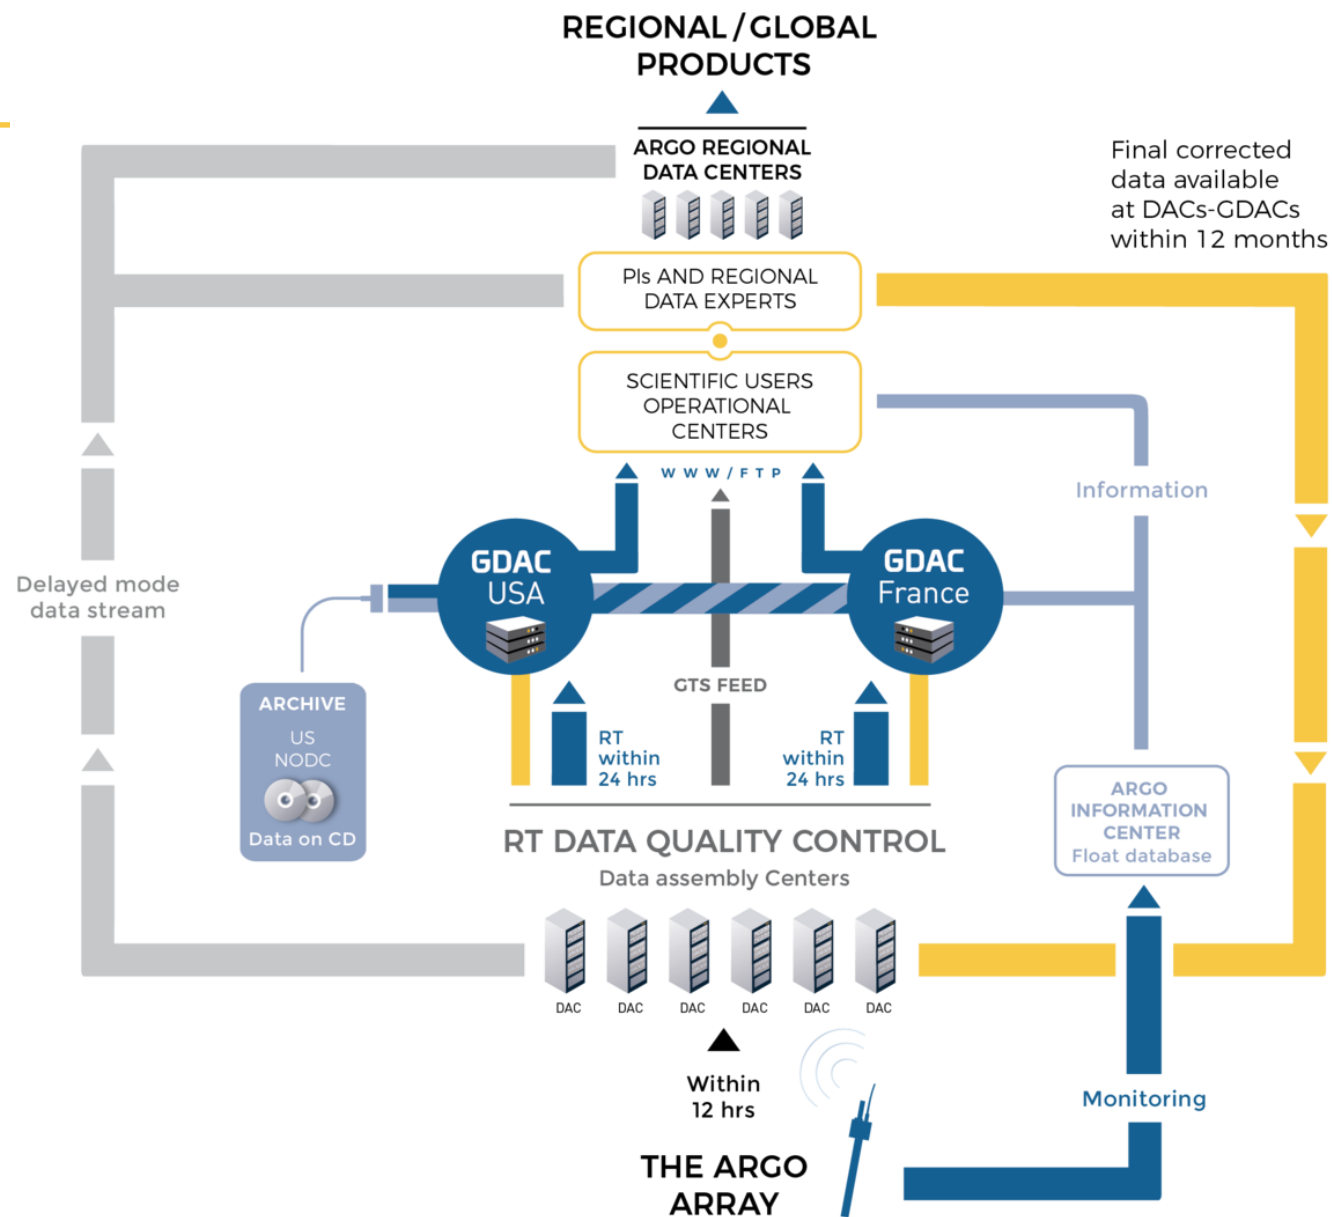 REGIONAL / GLOBAL
PRODUCTS
ARGO REGIONAL
DATA CENTERS
Final corrected
data available
at DACs-GDACs
within 12 months
PIs AND REGIONAL
DATA EXPERTS
SCIENTIFIC USERS
OPERATIONAL
CENTERS
WWW/FTP
Information
GDAC
USA
GDAC
France
Delayed mode
data stream
GTS FEED
ARCHIVE
US
NODC
Data on CD
RT
within
24 hrs
RT
within
24 hrs
ARGO
INFORMATION
CENTER
Float database
RT DATA QUALITY CONTROL
Data assembly Centers
DAC
DAC
DAC
DAC
DAC
DAC
Within
12 hrs
Monitoring
THE ARGO
ARRAY